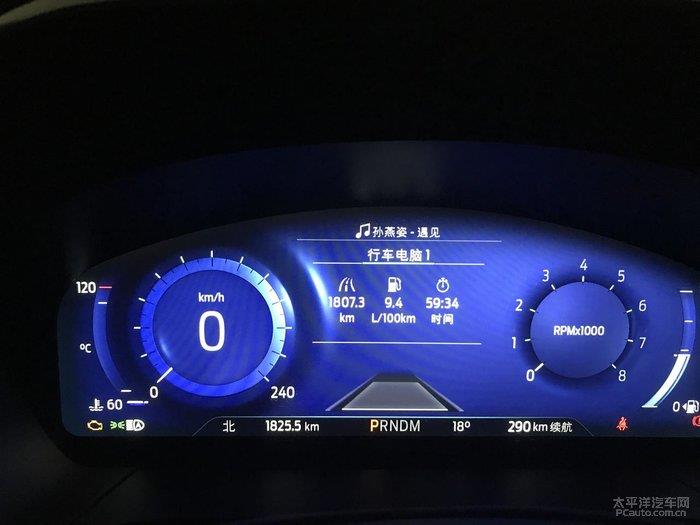 孙燕姿 - 遇见
行车电脑 1
1807.3 9.4 59:34
km L/100km 时间
120
°C
60
km/h
0
0 240
0 1 2 3 4 5 6 7 8
RPMx1000
0
北 1825.5 km PRNDM 18° 290 km 续航
太平洋汽车网
PCauto.com.cn